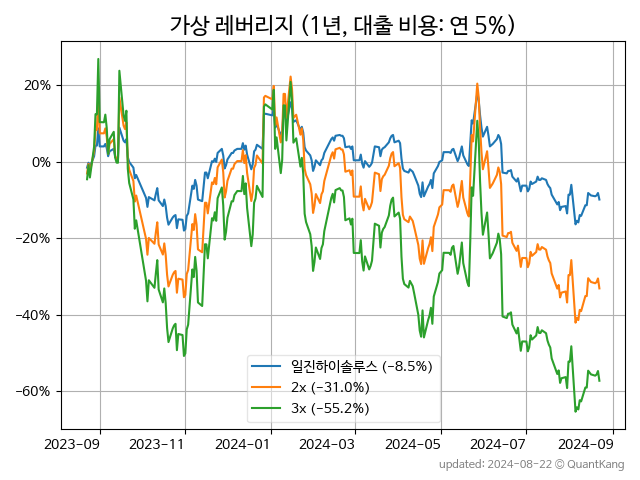 가상 레버리지 (1년, 대출 비용: 연 5%)
20%
0%
−20%
−40%
−60%
일진하이솔루스 (−8.5%)
2x (−31.0%)
3x (−55.2%)
2023-09 2023-11 2024-01 2024-03 2024-05 2024-07 2024-09
updated: 2024-08-22 © QuantKang